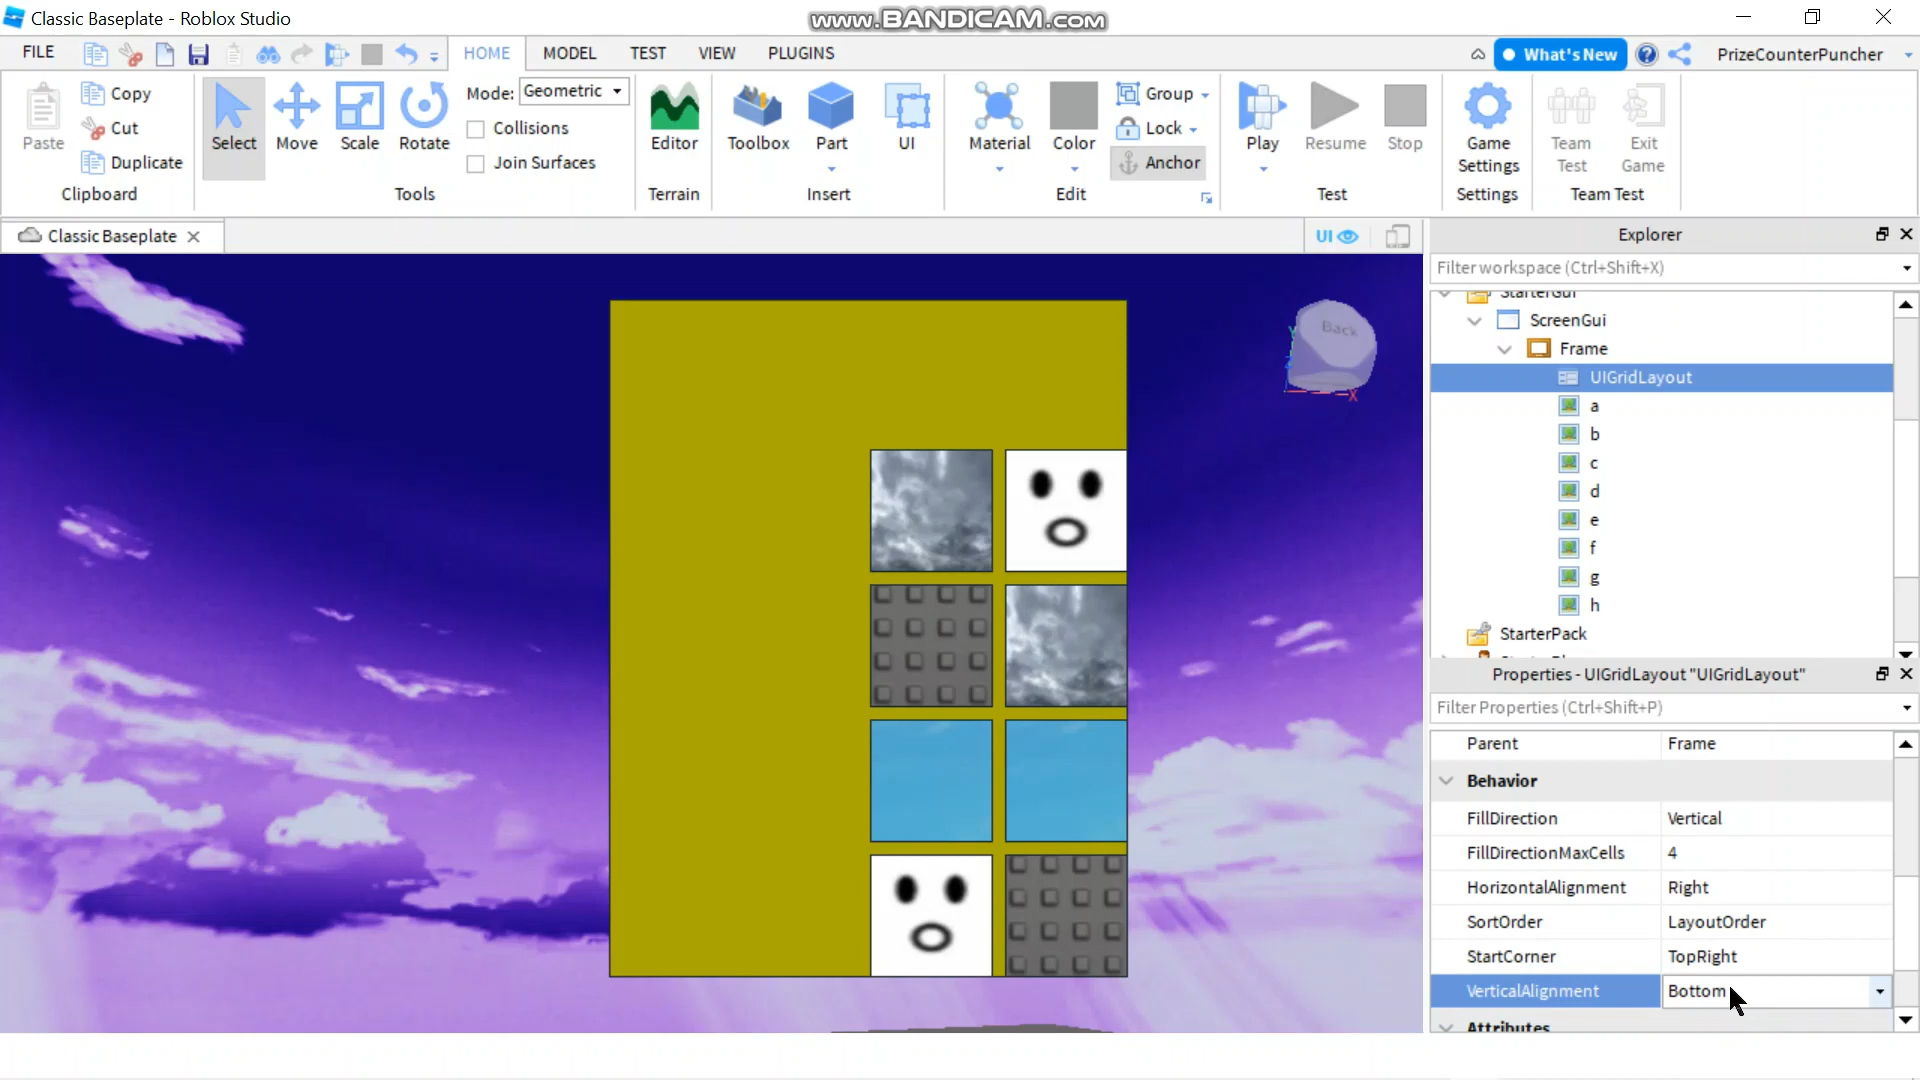 Classic Baseplate - Roblox Studio
www.BANDICAM.com
FILE
HOME
MODEL
TEST
VIEW
PLUGINS
What's New
PrizeCounterPuncher
Paste
Copy
Cut
Duplicate
Clipboard
Select
Move
Scale
Rotate
Mode: Geometric
Collisions
Join Surfaces
Tools
Editor
Terrain
Toolbox
Part
UI
Insert
Material
Color
Group
Lock
Anchor
Edit
Play
Resume
Stop
Test
Game
Settings
Settings
Team
Test
Exit
Game
Team Test
Classic Baseplate
UI
Explorer
Filter workspace (Ctrl+Shift+X)
StarterGui
ScreenGui
Frame
UIGridLayout
a
b
c
d
e
f
g
h
StarterPack
Back
Y
Z
X
Properties - UIGridLayout "UIGridLayout"
Filter Properties (Ctrl+Shift+P)
Parent Frame
Behavior
FillDirection Vertical
FillDirectionMaxCells 4
HorizontalAlignment Right
SortOrder LayoutOrder
StartCorner TopRight
VerticalAlignment Bottom
Attributes